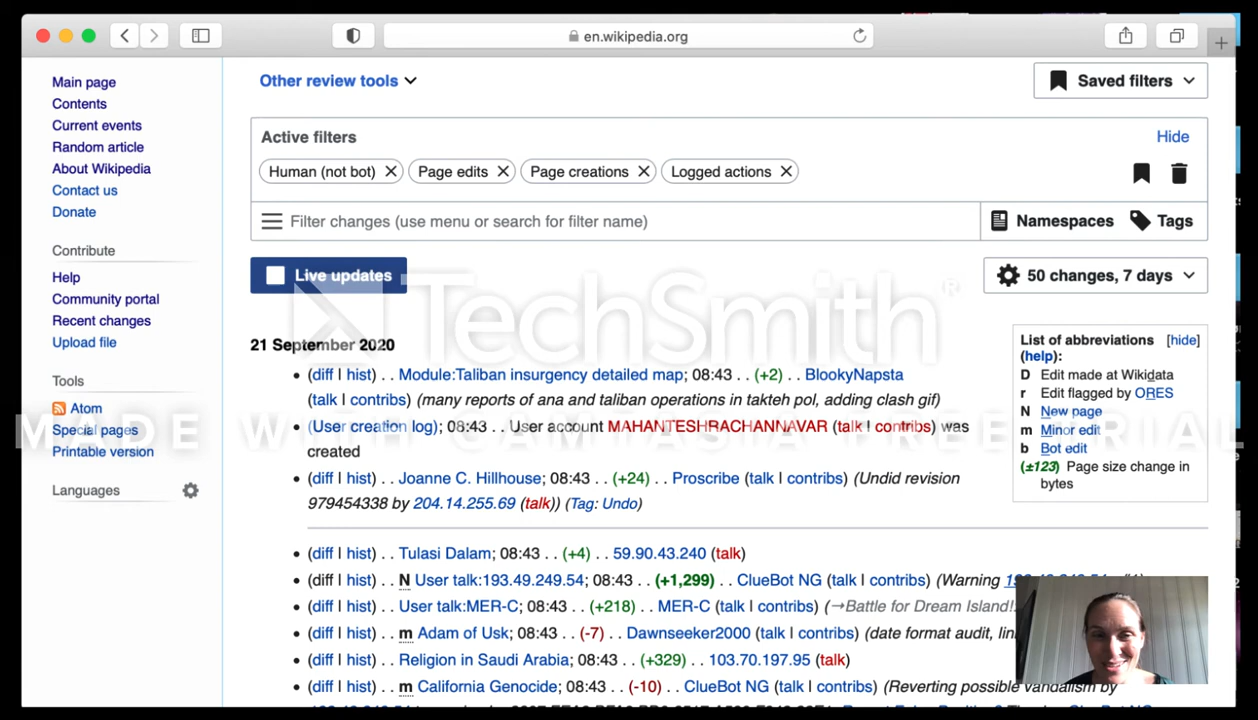 en.wikipedia.org
Main page
Contents
Current events
Random article
About Wikipedia
Contact us
Donate
Contribute
Help
Community portal
Recent changes
Upload file
Tools
Atom
Special pages
Printable version
Languages
Other review tools
Saved filters
Active filters
Hide
Human (not bot) Page edits Page creations Logged actions
Filter changes (use menu or search for filter name)
Namespaces Tags
Live updates
50 changes, 7 days
TechSmith®
MADE WITH CAMTASIA FREE TRIAL
21 September 2020
(diff | hist) . . Module:Taliban insurgency detailed map; 08:43 . . (+2) . . BlookyNapsta
(talk | contribs) (many reports of ana and taliban operations in takteh pol, adding clash gif)
(User creation log); 08:43 . . User account MAHANTESHRACHANNAVAR (talk | contribs) was
created
(diff | hist) . . Joanne C. Hillhouse; 08:43 . . (+24) . . Proscribe (talk | contribs) (Undid revision
979454338 by 204.14.255.69 (talk)) (Tag: Undo)
(diff | hist) . . Tulasi Dalam; 08:43 . . (+4) . . 59.90.43.240 (talk)
(diff | hist) . . N User talk:193.49.249.54; 08:43 . . (+1,299) . . ClueBot NG (talk | contribs) (Warning
(diff | hist) . . User talk:MER-C; 08:43 . . (+218) . . MER-C (talk | contribs) (→Battle for Dream Island!
(diff | hist) . . m Adam of Usk; 08:43 . . (-7) . . Dawnseeker2000 (talk | contribs) (date format audit,
(diff | hist) . . Religion in Saudi Arabia; 08:43 . . (+329) . . 103.70.197.95 (talk)
(diff | hist) . . m California Genocide; 08:43 . . (-10) . . ClueBot NG (talk | contribs) (Reverting possible vandalism by
List of abbreviations [hide]
(help):
D Edit made at Wikidata
r Edit flagged by ORES
N New page
m Minor edit
b Bot edit
(±123) Page size change in
bytes